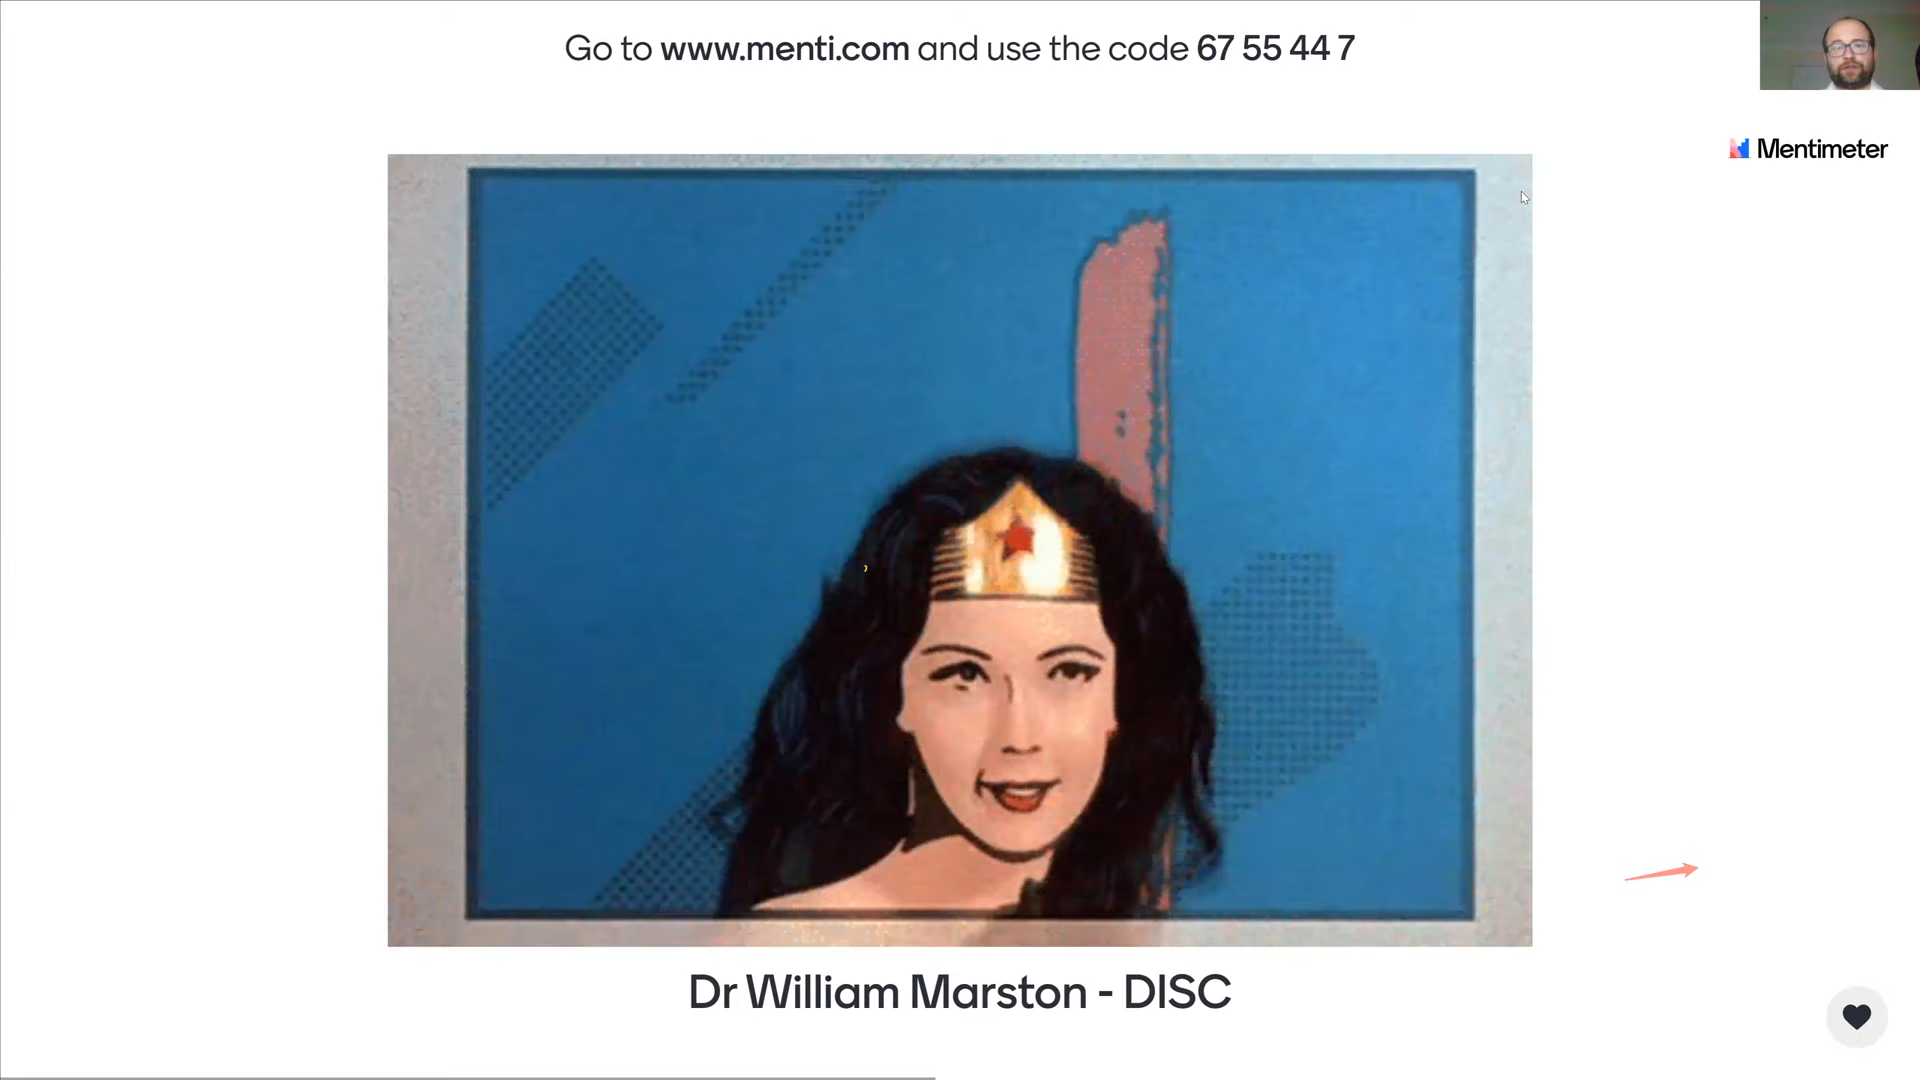 Go to www.menti.com and use the code 67 55 44 7
Mentimeter
Dr William Marston - DISC